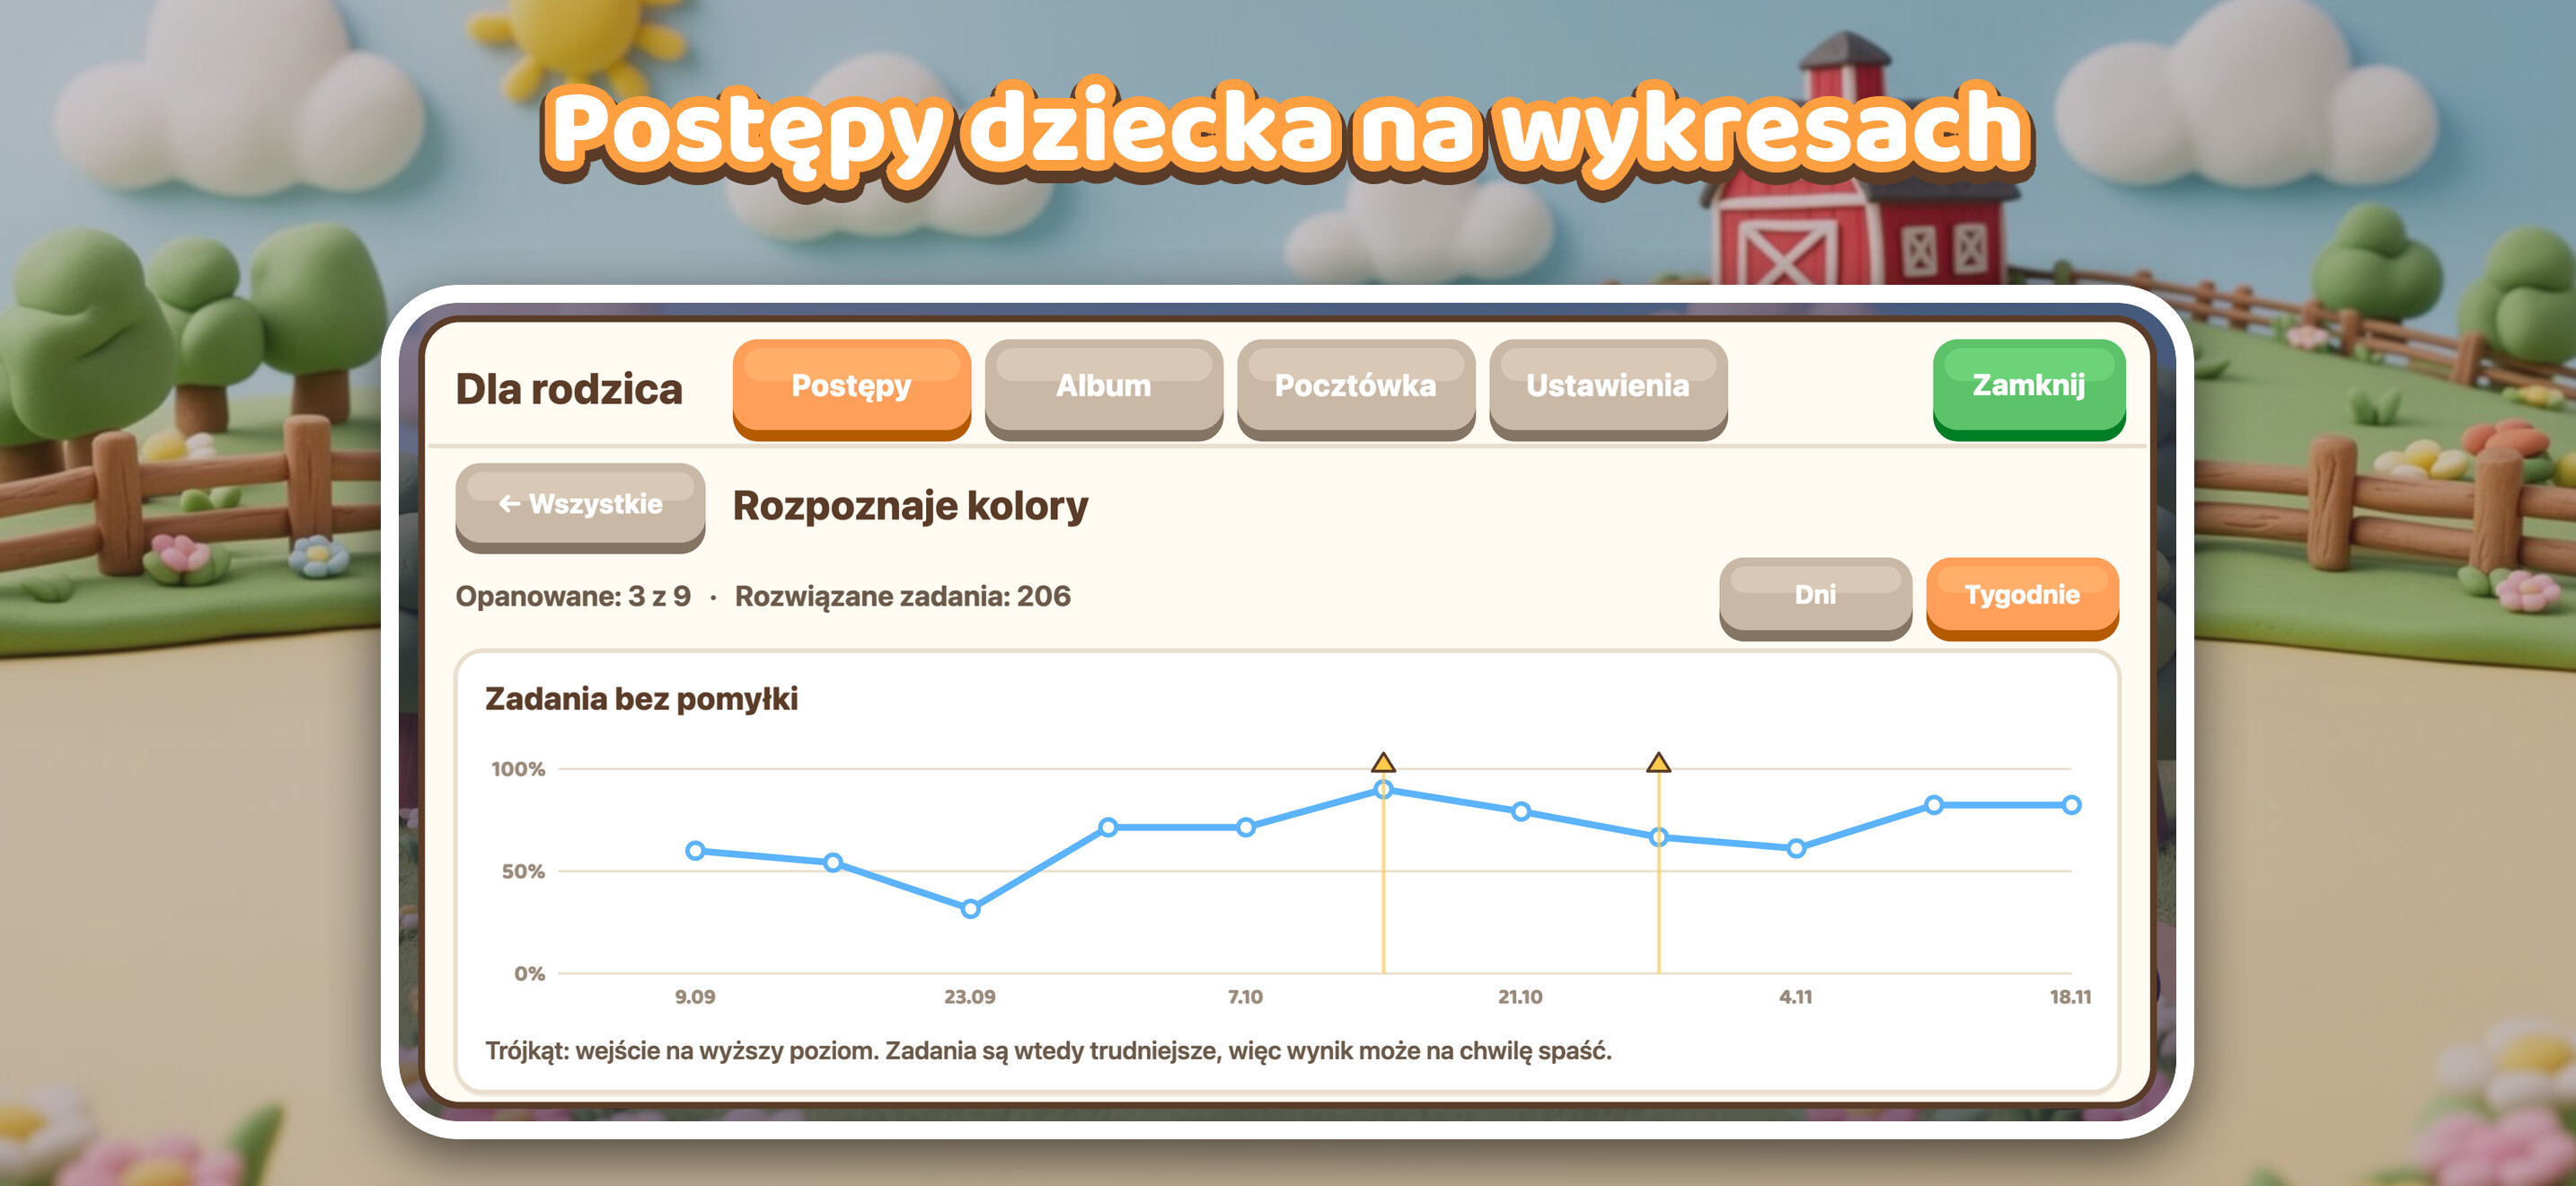 Postępy dziecka na wykresach
Dla rodzica
Postępy
Album
Pocztówka
Ustawienia
Zamknij
← Wszystkie
Rozpoznaje kolory
Opanowane: 3 z 9 · Rozwiązane zadania: 206
Dni
Tygodnie
Zadania bez pomyłki
100%
50%
0%
9.09
23.09
7.10
21.10
4.11
18.11
Trójkąt: wejście na wyższy poziom. Zadania są wtedy trudniejsze, więc wynik może na chwilę spaść.